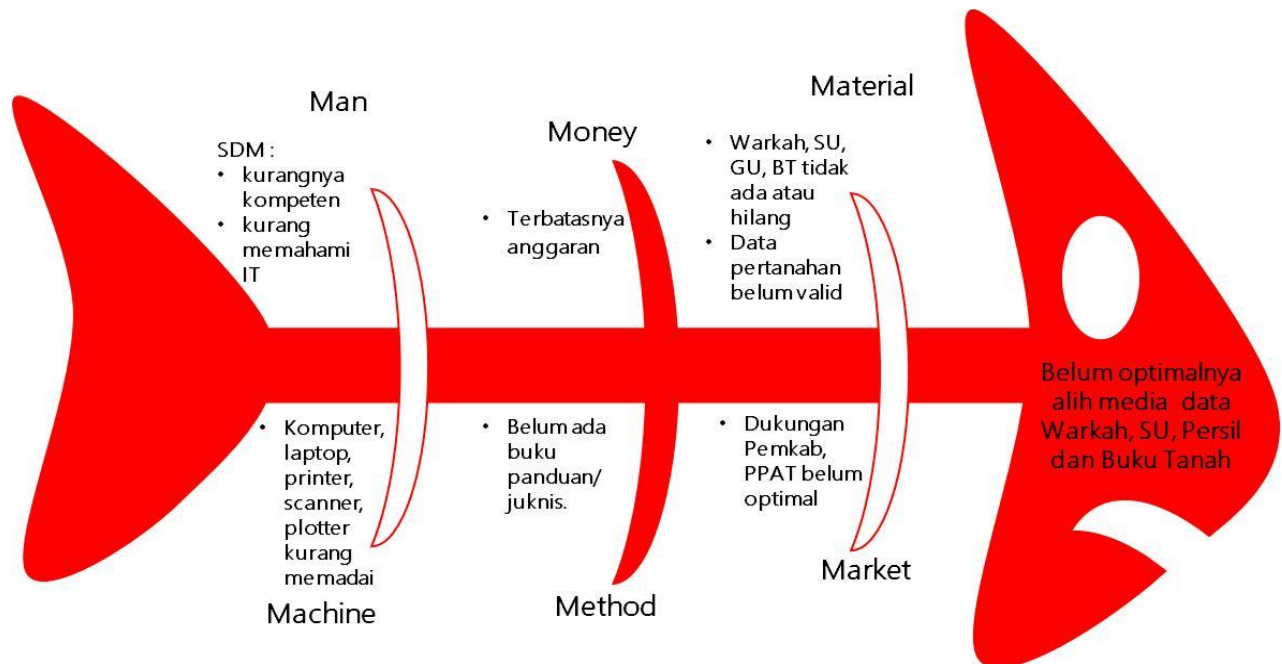 Man
SDM :
• kurangnya
kompeten
• kurang
memahami
IT
Money
• Terbatasnya
anggaran
Material
• Warkah, SU,
GU, BT tidak
ada atau
hilang
• Data
pertanahan
belum valid
• Komputer,
laptop,
printer,
scanner,
plotter
kurang
memadai
Machine
• Belum ada
buku
panduan/
juknis.
Method
• Dukungan
Pemkab,
PPAT belum
optimal
Market
Belum optimalnya
alih media data
Warkah, SU, Persil
dan Buku Tanah